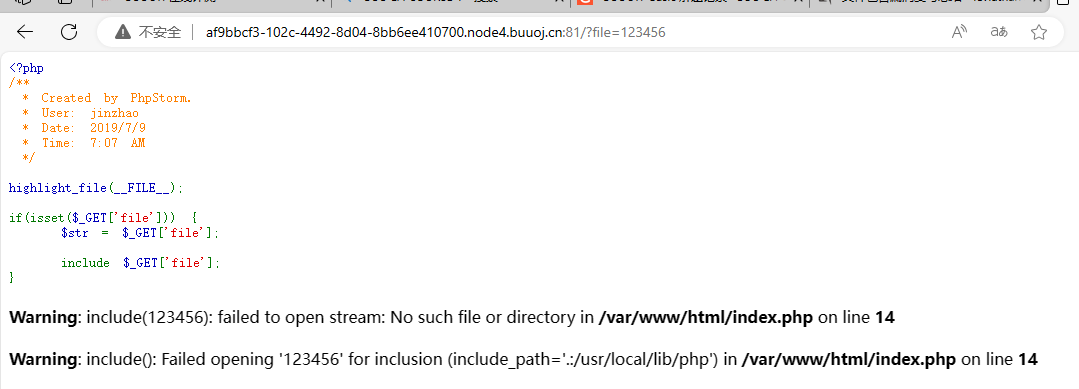 不安全 af9bbcf3-102c-4492-8d04-8bb6ee410700.node4.buuoj.cn:81/?file=123456
<?php
/**
 * Created by PhpStorm.
 * User: jinzhao
 * Date: 2019/7/9
 * Time: 7:07 AM
 */
highlight_file(__FILE__);
if(isset($_GET['file'])) {
$str = $_GET['file'];
include $_GET['file'];
}
Warning: include(123456): failed to open stream: No such file or directory in /var/www/html/index.php on line 14
Warning: include(): Failed opening '123456' for inclusion (include_path='.:/usr/local/lib/php') in /var/www/html/index.php on line 14